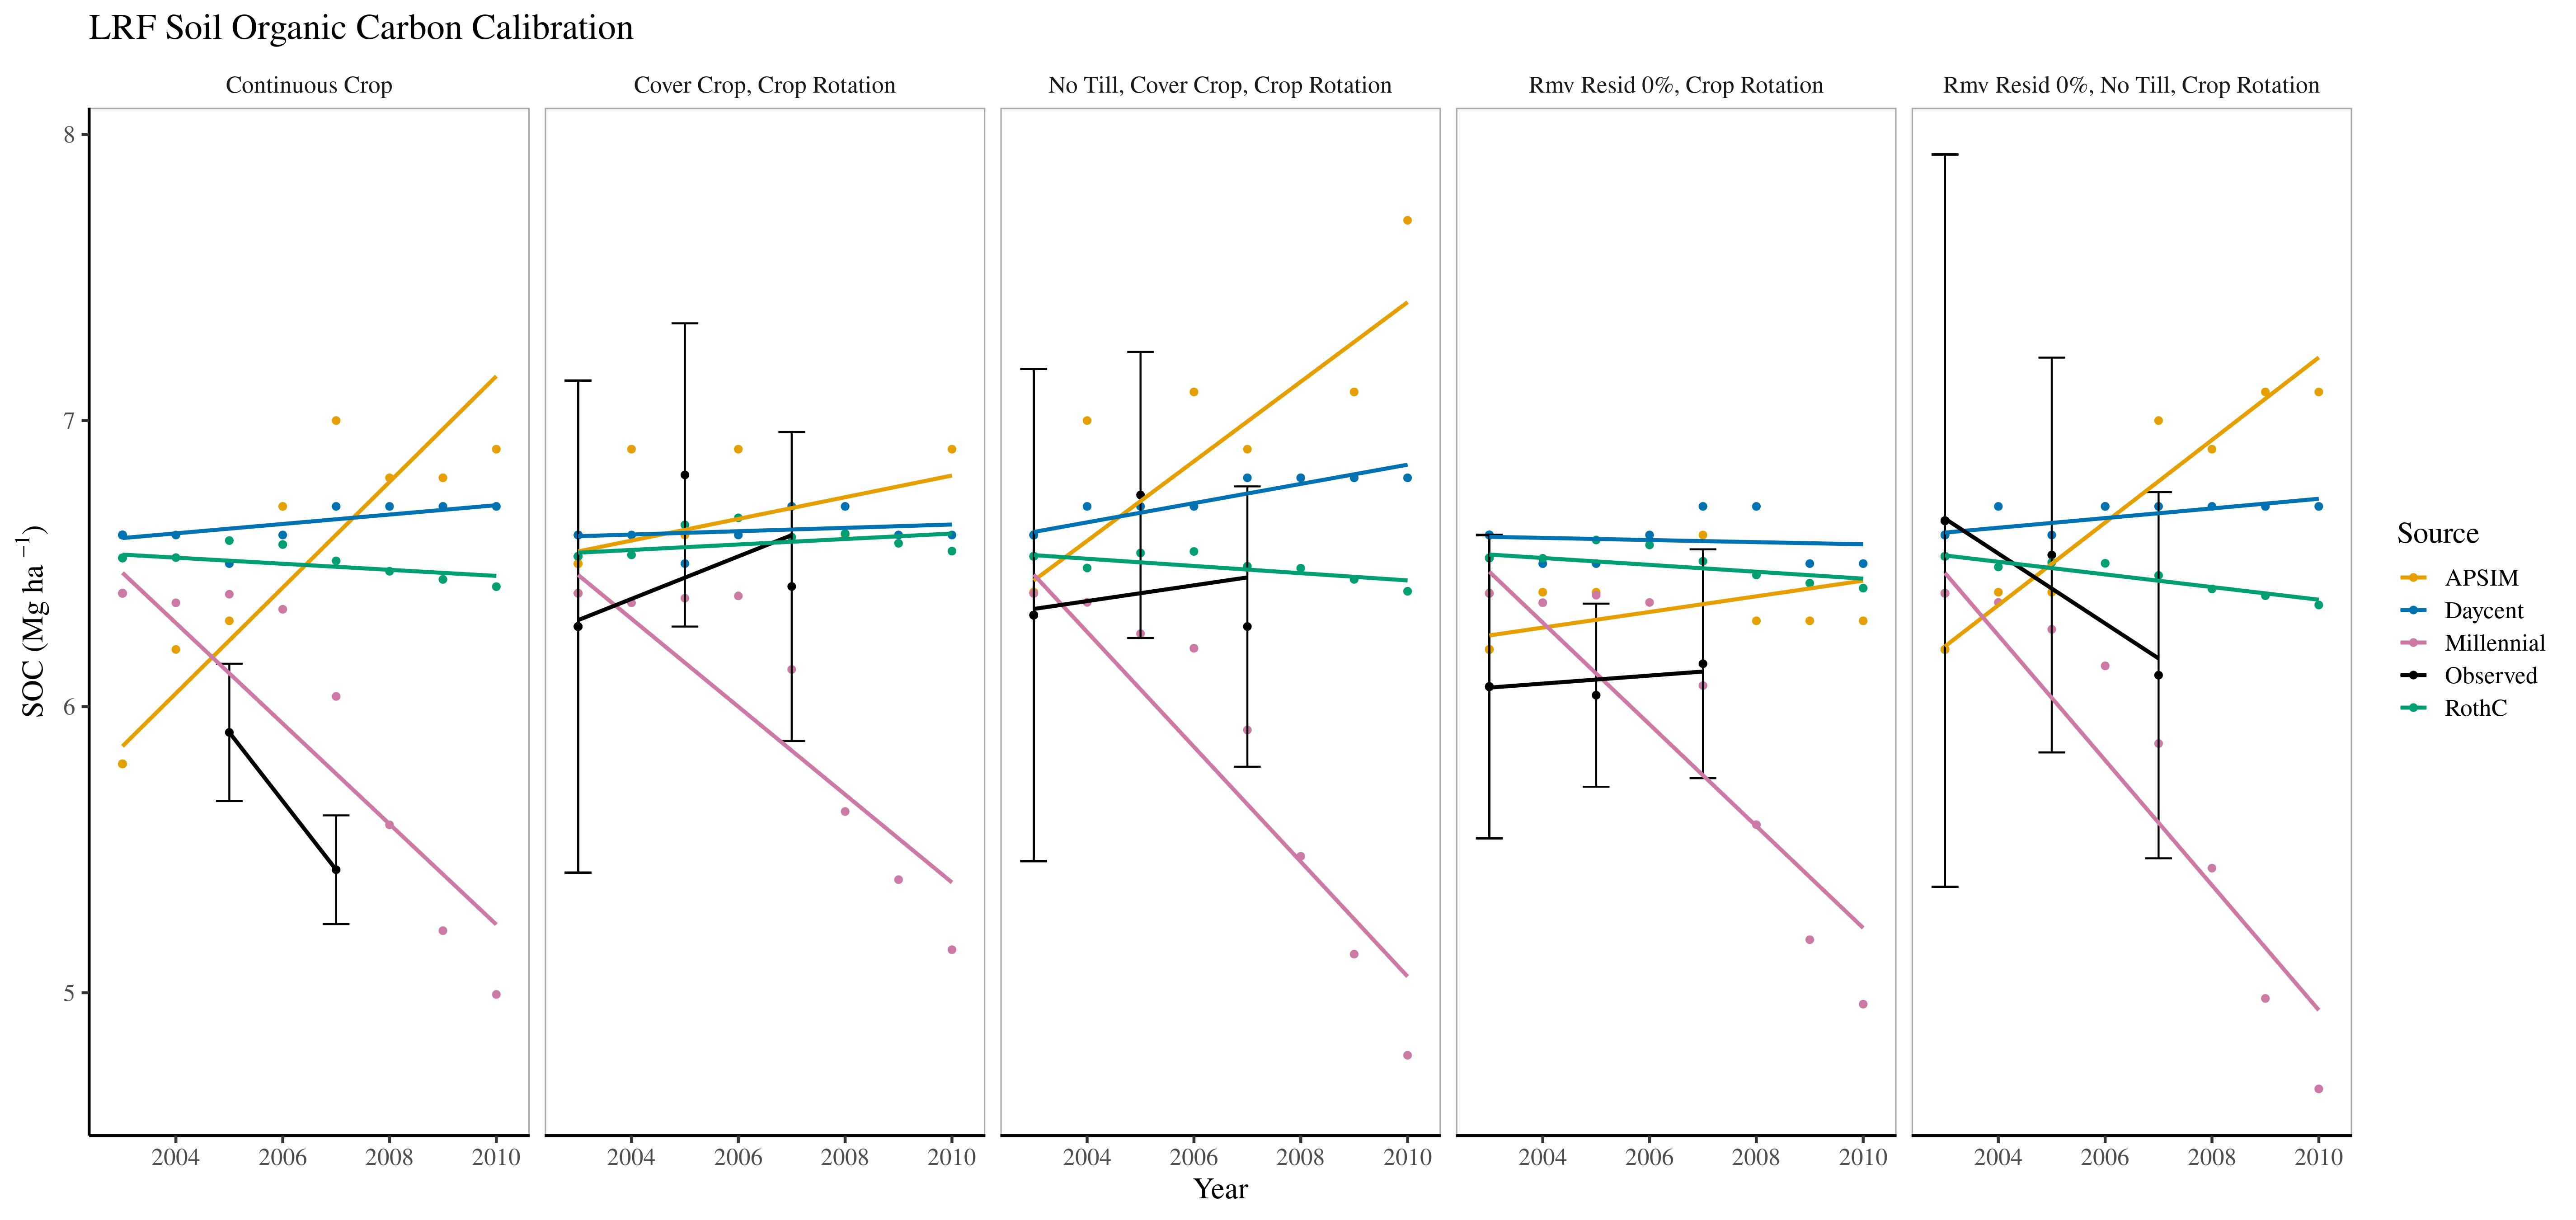 LRF Soil Organic Carbon Calibration
Continuous Crop
Cover Crop, Crop Rotation
No Till, Cover Crop, Crop Rotation
Rmv Resid 0%, Crop Rotation
Rmv Resid 0%, No Till, Crop Rotation
8
7
6
5
SOC (Mg ha⁻¹)
2004 2006 2008 2010
2004 2006 2008 2010
2004 2006 2008 2010
2004 2006 2008 2010
2004 2006 2008 2010
Year
Source
APSIM
Daycent
Millennial
Observed
RothC